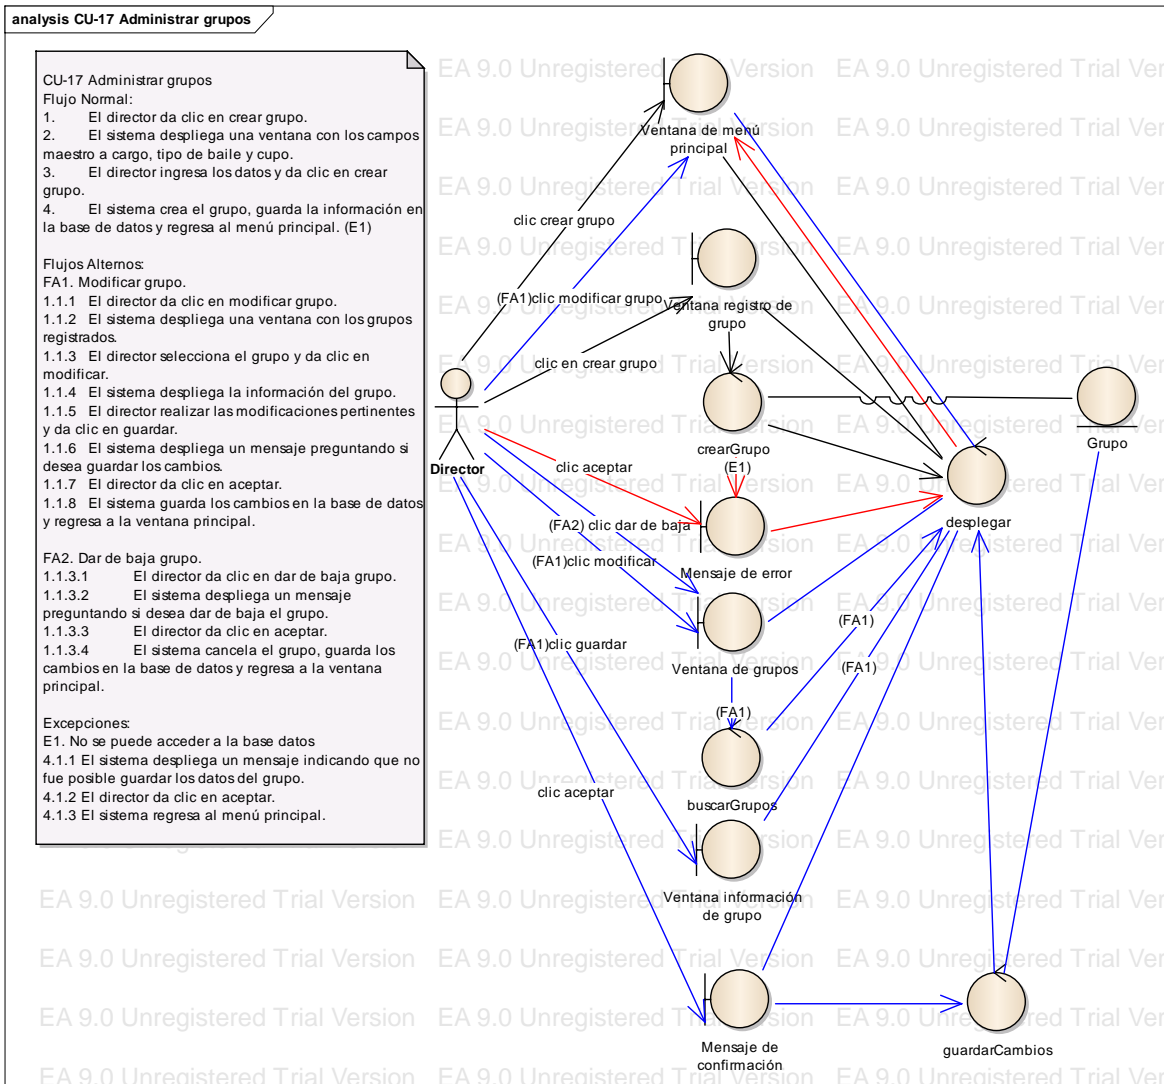 analysis CU-17 Administrar grupos
CU-17 Administrar grupos
Flujo Normal:
1. El director da clic en crear grupo.
2. El sistema despliega una ventana con los campos
maestro a cargo, tipo de baile y cupo.
3. El director ingresa los datos y da clic en crear
grupo.
4. El sistema crea el grupo, guarda la información en
la base de datos y regresa al menú principal. (E1)
Flujos Alternos:
FA1. Modificar grupo.
1.1.1 El director da clic en modificar grupo.
1.1.2 El sistema despliega una ventana con los grupos
registrados.
1.1.3 El director selecciona el grupo y da clic en
modificar.
1.1.4 El sistema despliega la información del grupo.
1.1.5 El director realizar las modificaciones pertinentes
y da clic en guardar.
1.1.6 El sistema despliega un mensaje preguntando si
desea guardar los cambios.
1.1.7 El director da clic en aceptar.
1.1.8 El sistema guarda los cambios en la base de datos
y regresa a la ventana principal.
FA2. Dar de baja grupo.
1.1.3.1 El director da clic en dar de baja grupo.
1.1.3.2 El sistema despliega un mensaje
preguntando si desea dar de baja el grupo.
1.1.3.3 El director da clic en aceptar.
1.1.3.4 El sistema cancela el grupo, guarda los
cambios en la base de datos y regresa a la ventana
principal.
Excepciones:
E1. No se puede acceder a la base datos
4.1.1 El sistema despliega un mensaje indicando que no
fue posible guardar los datos del grupo.
4.1.2 El director da clic en aceptar.
4.1.3 El sistema regresa al menú principal.
Ventana de menú
principal
clic crear grupo
(FA1)clic modificar grupo
Ventana registro de
grupo
clic en crear grupo
Director
crearGrupo
(E1)
Grupo
clic aceptar
desplegar
(FA2) clic dar de baja
(FA1)clic modificar
Mensaje de error
(FA1)
(FA1)clic guardar
Ventana de grupos
(FA1)
(FA1)
clic aceptar
buscarGrupos
Ventana información
de grupo
Mensaje de
confirmación
guardarCambios
EA 9.0 Unregistered Trial Version